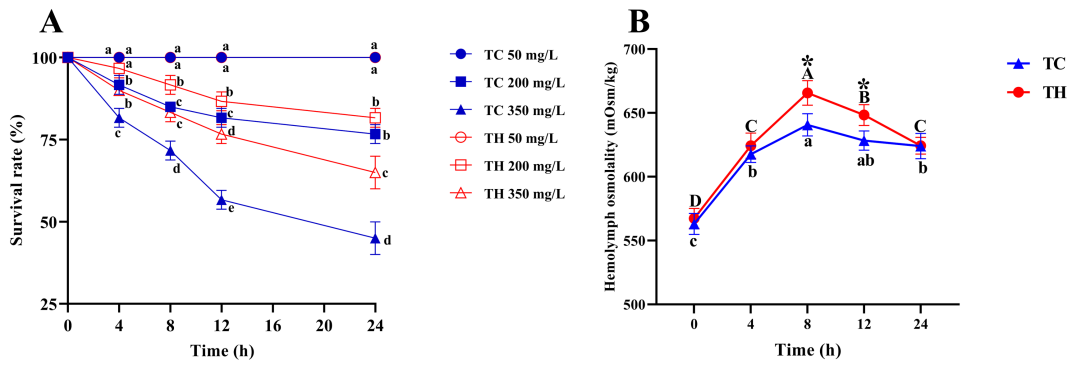 A
Survival rate (%)
100
75
50
25
0
4
8
12
16
20
24
Time (h)
a
a
a
a
a
a
a
a
a
b
b
b
b
b
c
c
c
d
c
d
e
b
b
c
d
TC 50 mg/L
TC 200 mg/L
TC 350 mg/L
TH 50 mg/L
TH 200 mg/L
TH 350 mg/L
B
Hemolymph osmolality (mOsm/kg)
700
650
600
550
500
0
4
8
12
24
Time (h)
D
c
C
b
*
A
a
*
B
ab
C
b
TC
TH